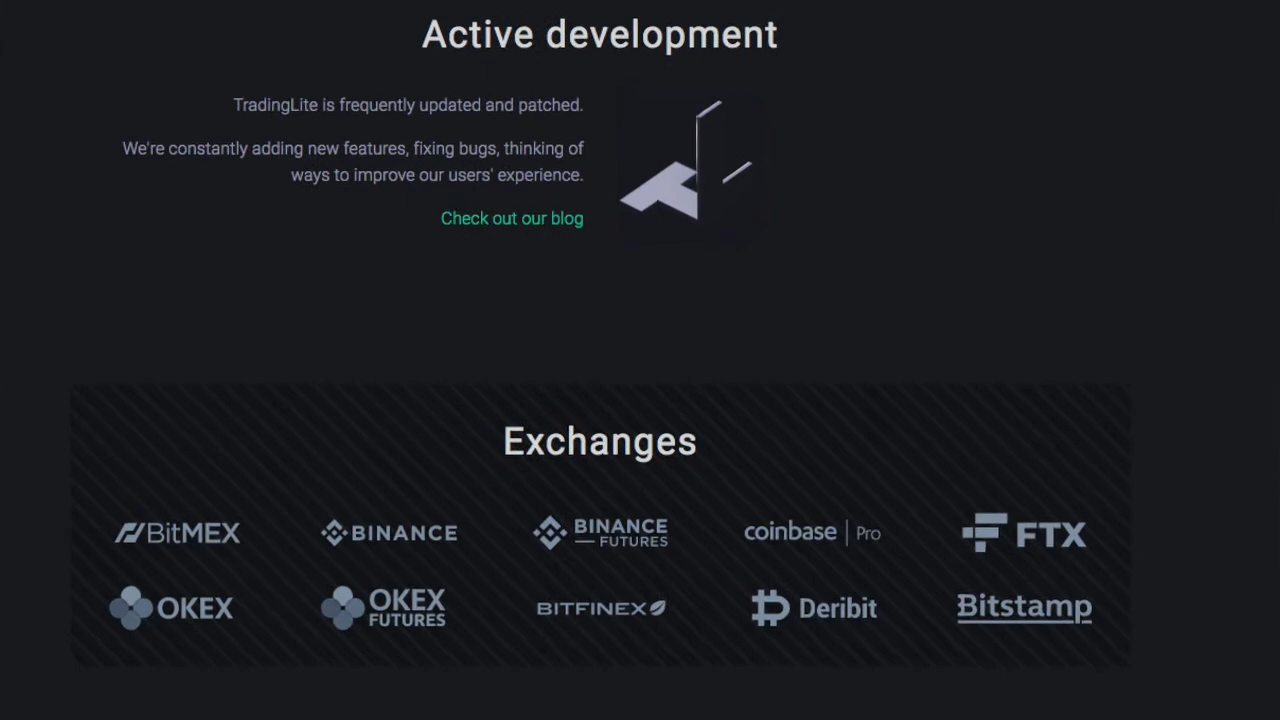 Active development
TradingLite is frequently updated and patched.
We're constantly adding new features, fixing bugs, thinking of
ways to improve our users' experience.
Check out our blog
Exchanges
BitMEX
BINANCE
BINANCE
FUTURES
coinbase | Pro
FTX
OKEX
OKEX
FUTURES
BITFINEX
Deribit
Bitstamp